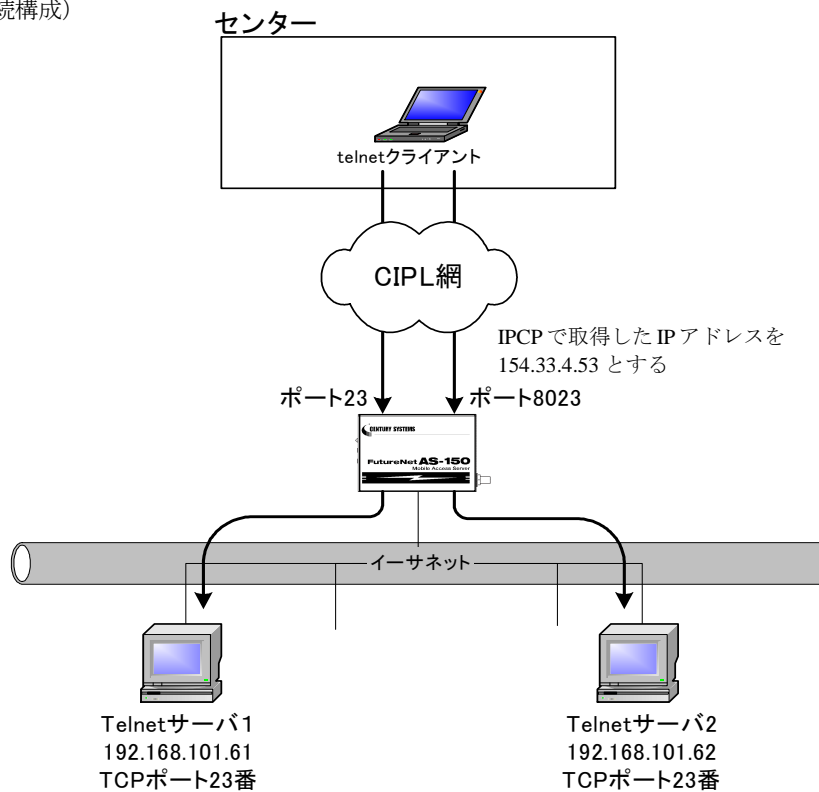 続構成)
センター
telnetクライアント
CIPL網
IPCP で取得した IP アドレスを
154.33.4.53 とする
ポート23
ポート8023
CENTURY SYSTEMS
FutureNet AS-150
Mobile Access Server
イーサネット
Telnetサーバ1
192.168.101.61
TCPポート23番
Telnetサーバ2
192.168.101.62
TCPポート23番